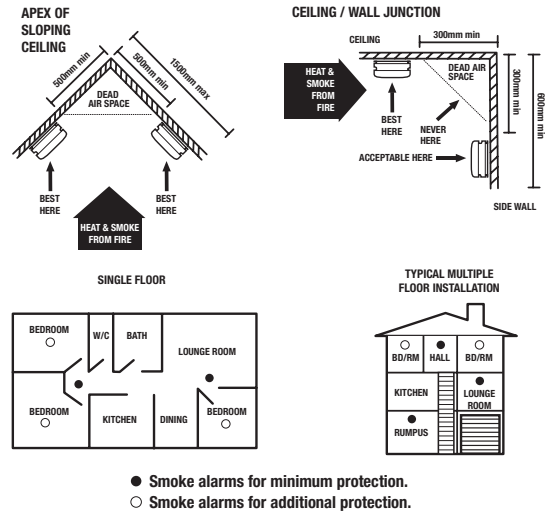 APEX OF
SLOPING
CEILING
500mm min
500mm min
1500mm max
DEAD
AIR SPACE
BEST
HERE
BEST
HERE
HEAT & SMOKE
FROM FIRE
CEILING / WALL JUNCTION
300mm min
CEILING
HEAT &
SMOKE
FROM
FIRE
DEAD AIR
SPACE
300mm min
600mm min
BEST
HERE
NEVER
HERE
ACCEPTABLE HERE
SIDE WALL
SINGLE FLOOR
BEDROOM
W/C
BATH
LOUNGE ROOM
BEDROOM
KITCHEN
DINING
BEDROOM
TYPICAL MULTIPLE
FLOOR INSTALLATION
BD/RM
HALL
BD/RM
KITCHEN
LOUNGE
ROOM
RUMPUS
Smoke alarms for minimum protection.
Smoke alarms for additional protection.